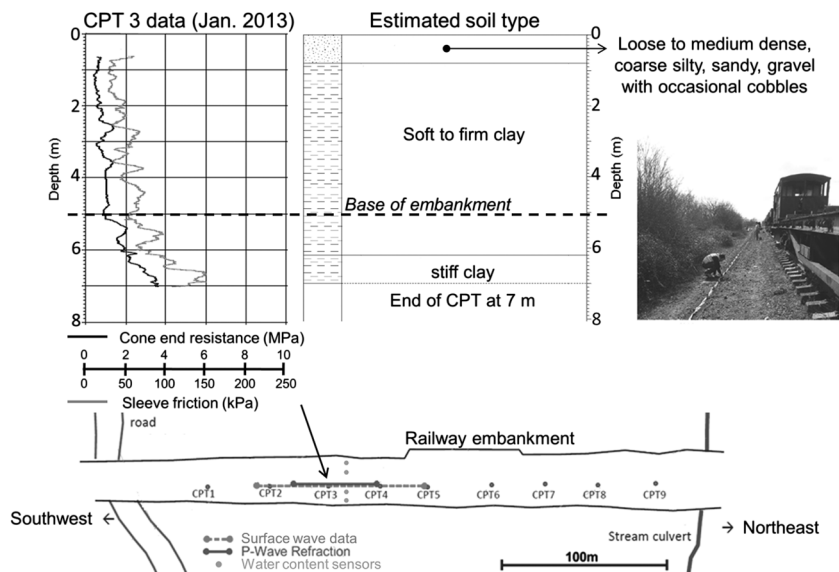 CPT 3 data (Jan. 2013)
Estimated soil type
0
2
4
6
8
Depth (m)
0
2
4
6
8
Depth (m)
Loose to medium dense,
coarse silty, sandy, gravel
with occasional cobbles
Soft to firm clay
Base of embankment
stiff clay
End of CPT at 7 m
Cone end resistance (MPa)
0 2 4 6 8 10
0 50 100 150 200 250
Sleeve friction (kPa)
road
Railway embankment
CPT1 CPT2 CPT3 CPT4 CPT5 CPT6 CPT7 CPT8 CPT9
Southwest
Northeast
Stream culvert
Surface wave data
P-Wave Refraction
Water content sensors
100m